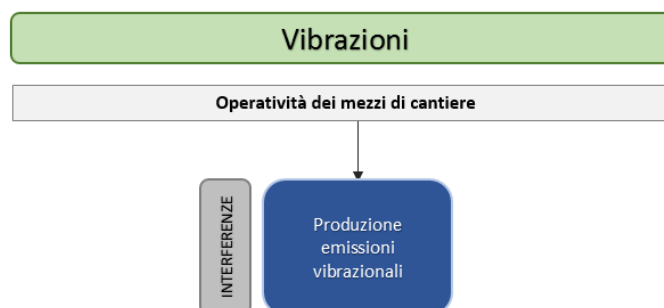 Vibrazioni
Operatività dei mezzi di cantiere
INTERFERENZE
Produzione
emissioni
vibrazionali